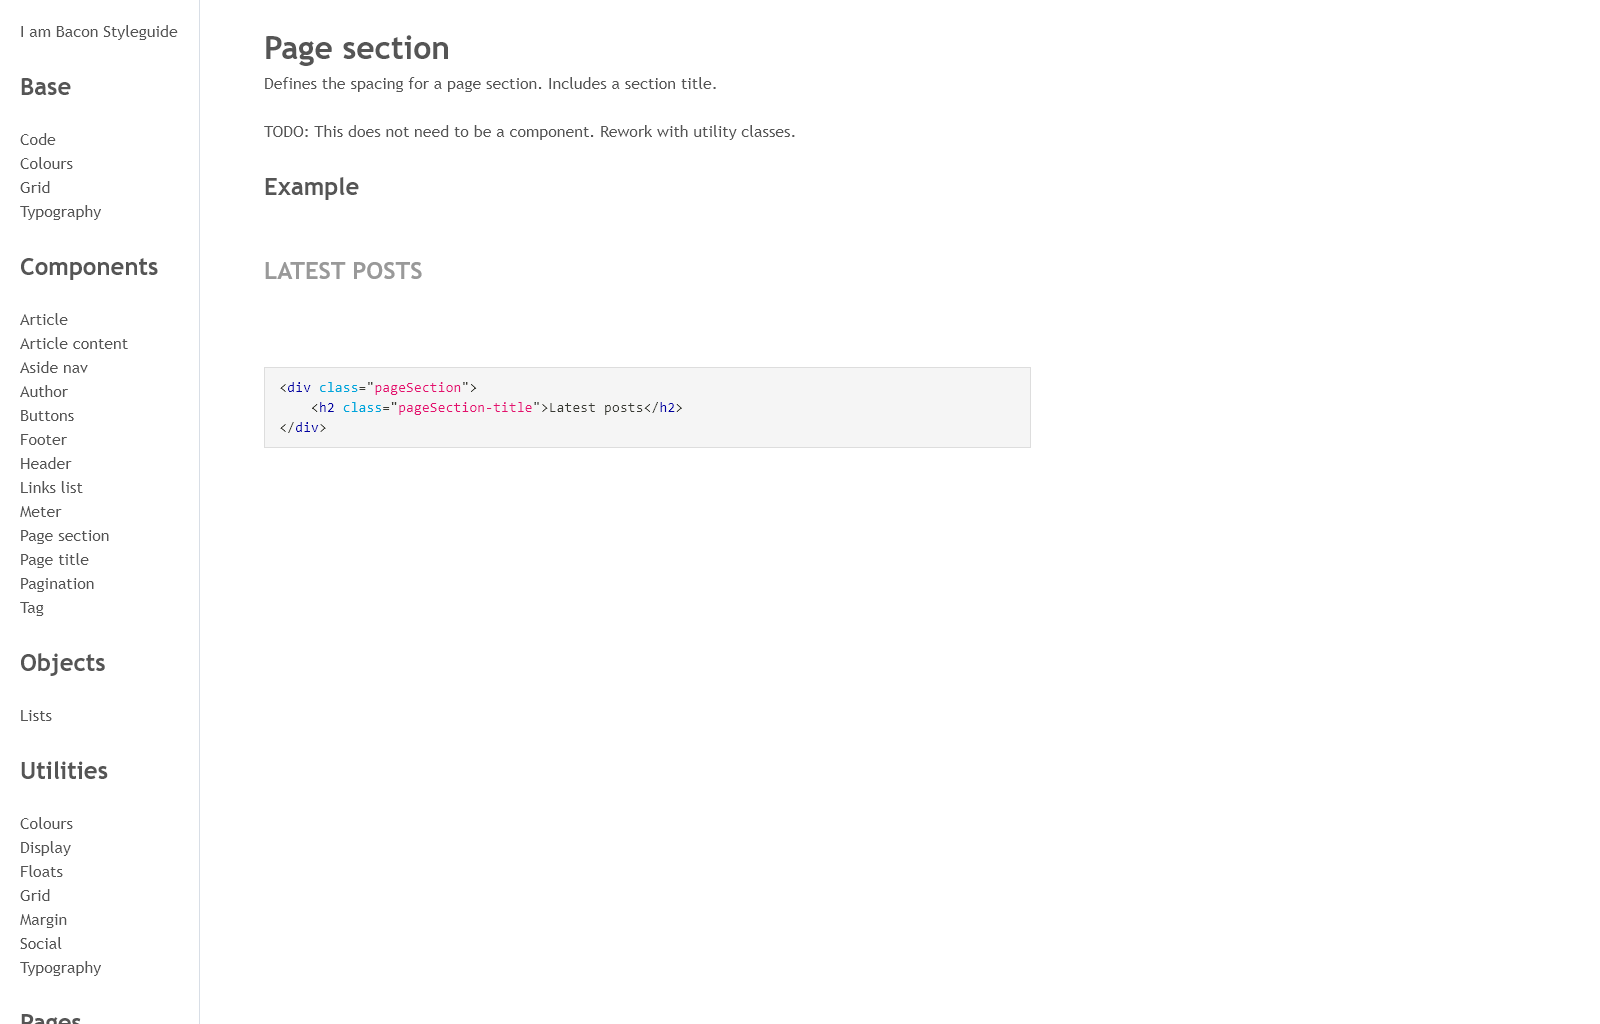 I am Bacon Styleguide
Base
Code
Colours
Grid
Typography
Components
Article
Article content
Aside nav
Author
Buttons
Footer
Header
Links list
Meter
Page section
Page title
Pagination
Tag
Objects
Lists
Utilities
Colours
Display
Floats
Grid
Margin
Social
Typography
Pages
Page section
Defines the spacing for a page section. Includes a section title.
TODO: This does not need to be a component. Rework with utility classes.
Example
LATEST POSTS
<div class="pageSection">
    <h2 class="pageSection-title">Latest posts</h2>
</div>